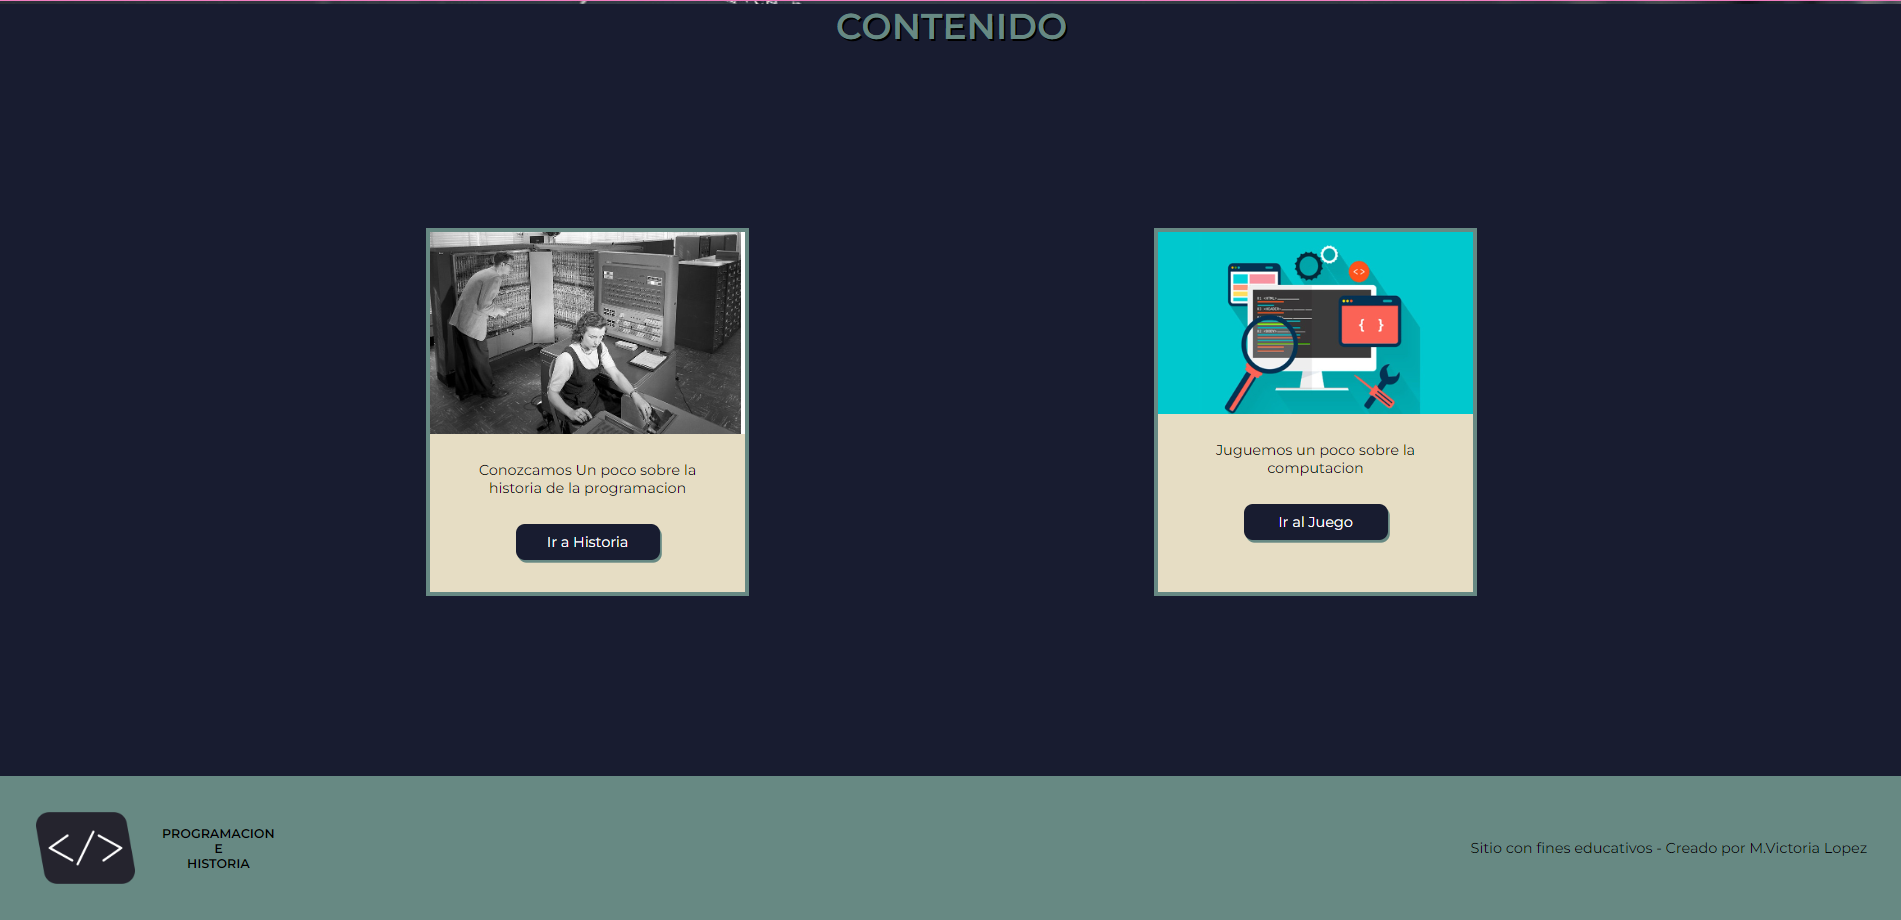 CONTENIDO
Conozcamos Un poco sobre la
historia de la programacion
Ir a Historia
Juguemos un poco sobre la
computacion
Ir al Juego
</>
PROGRAMACION
E
HISTORIA
Sitio con fines educativos - Creado por M.Victoria Lopez